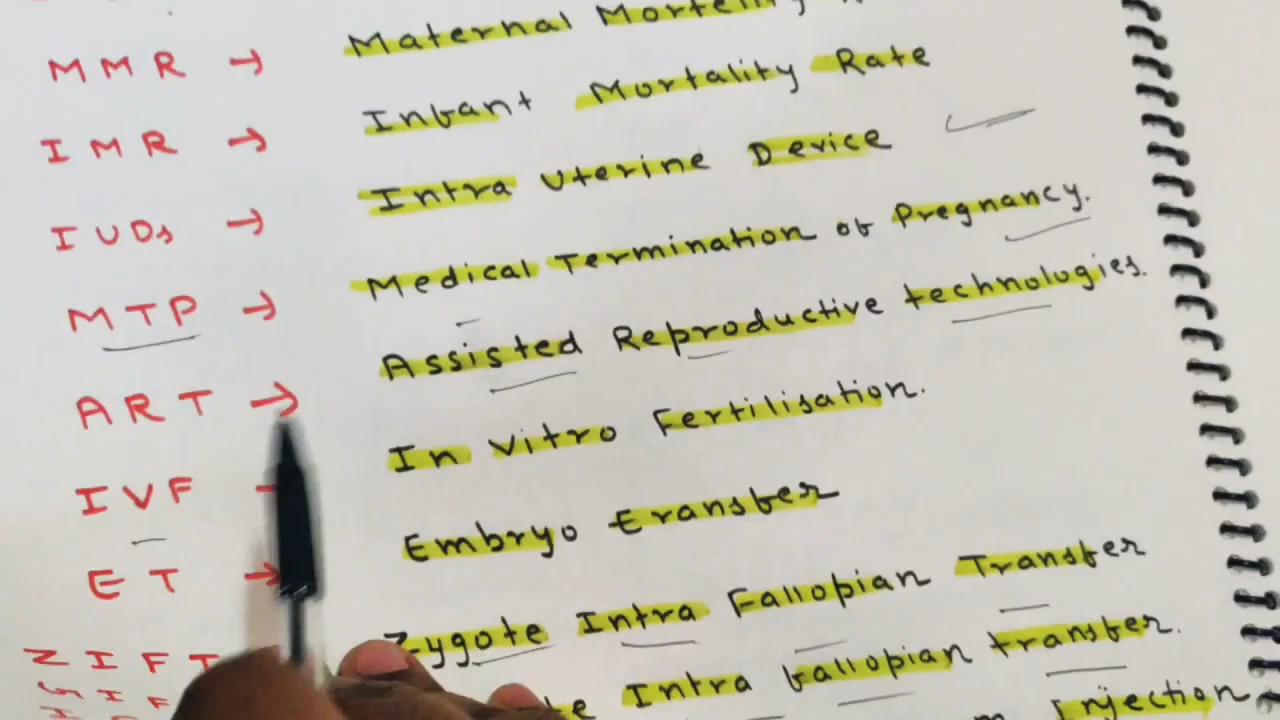 MMR → Maternal Mortality
IMR → Infant Mortality Rate
IUDs → Intra Uterine Device
MTP → Medical Termination of Pregnancy.
ART → Assisted Reproductive technologies.
IVF → In Vitro Fertilisation.
ET → Embryo transfer
ZIFT Zygote Intra Fallopian Transfer
Intra fallopian transfer.
Injection